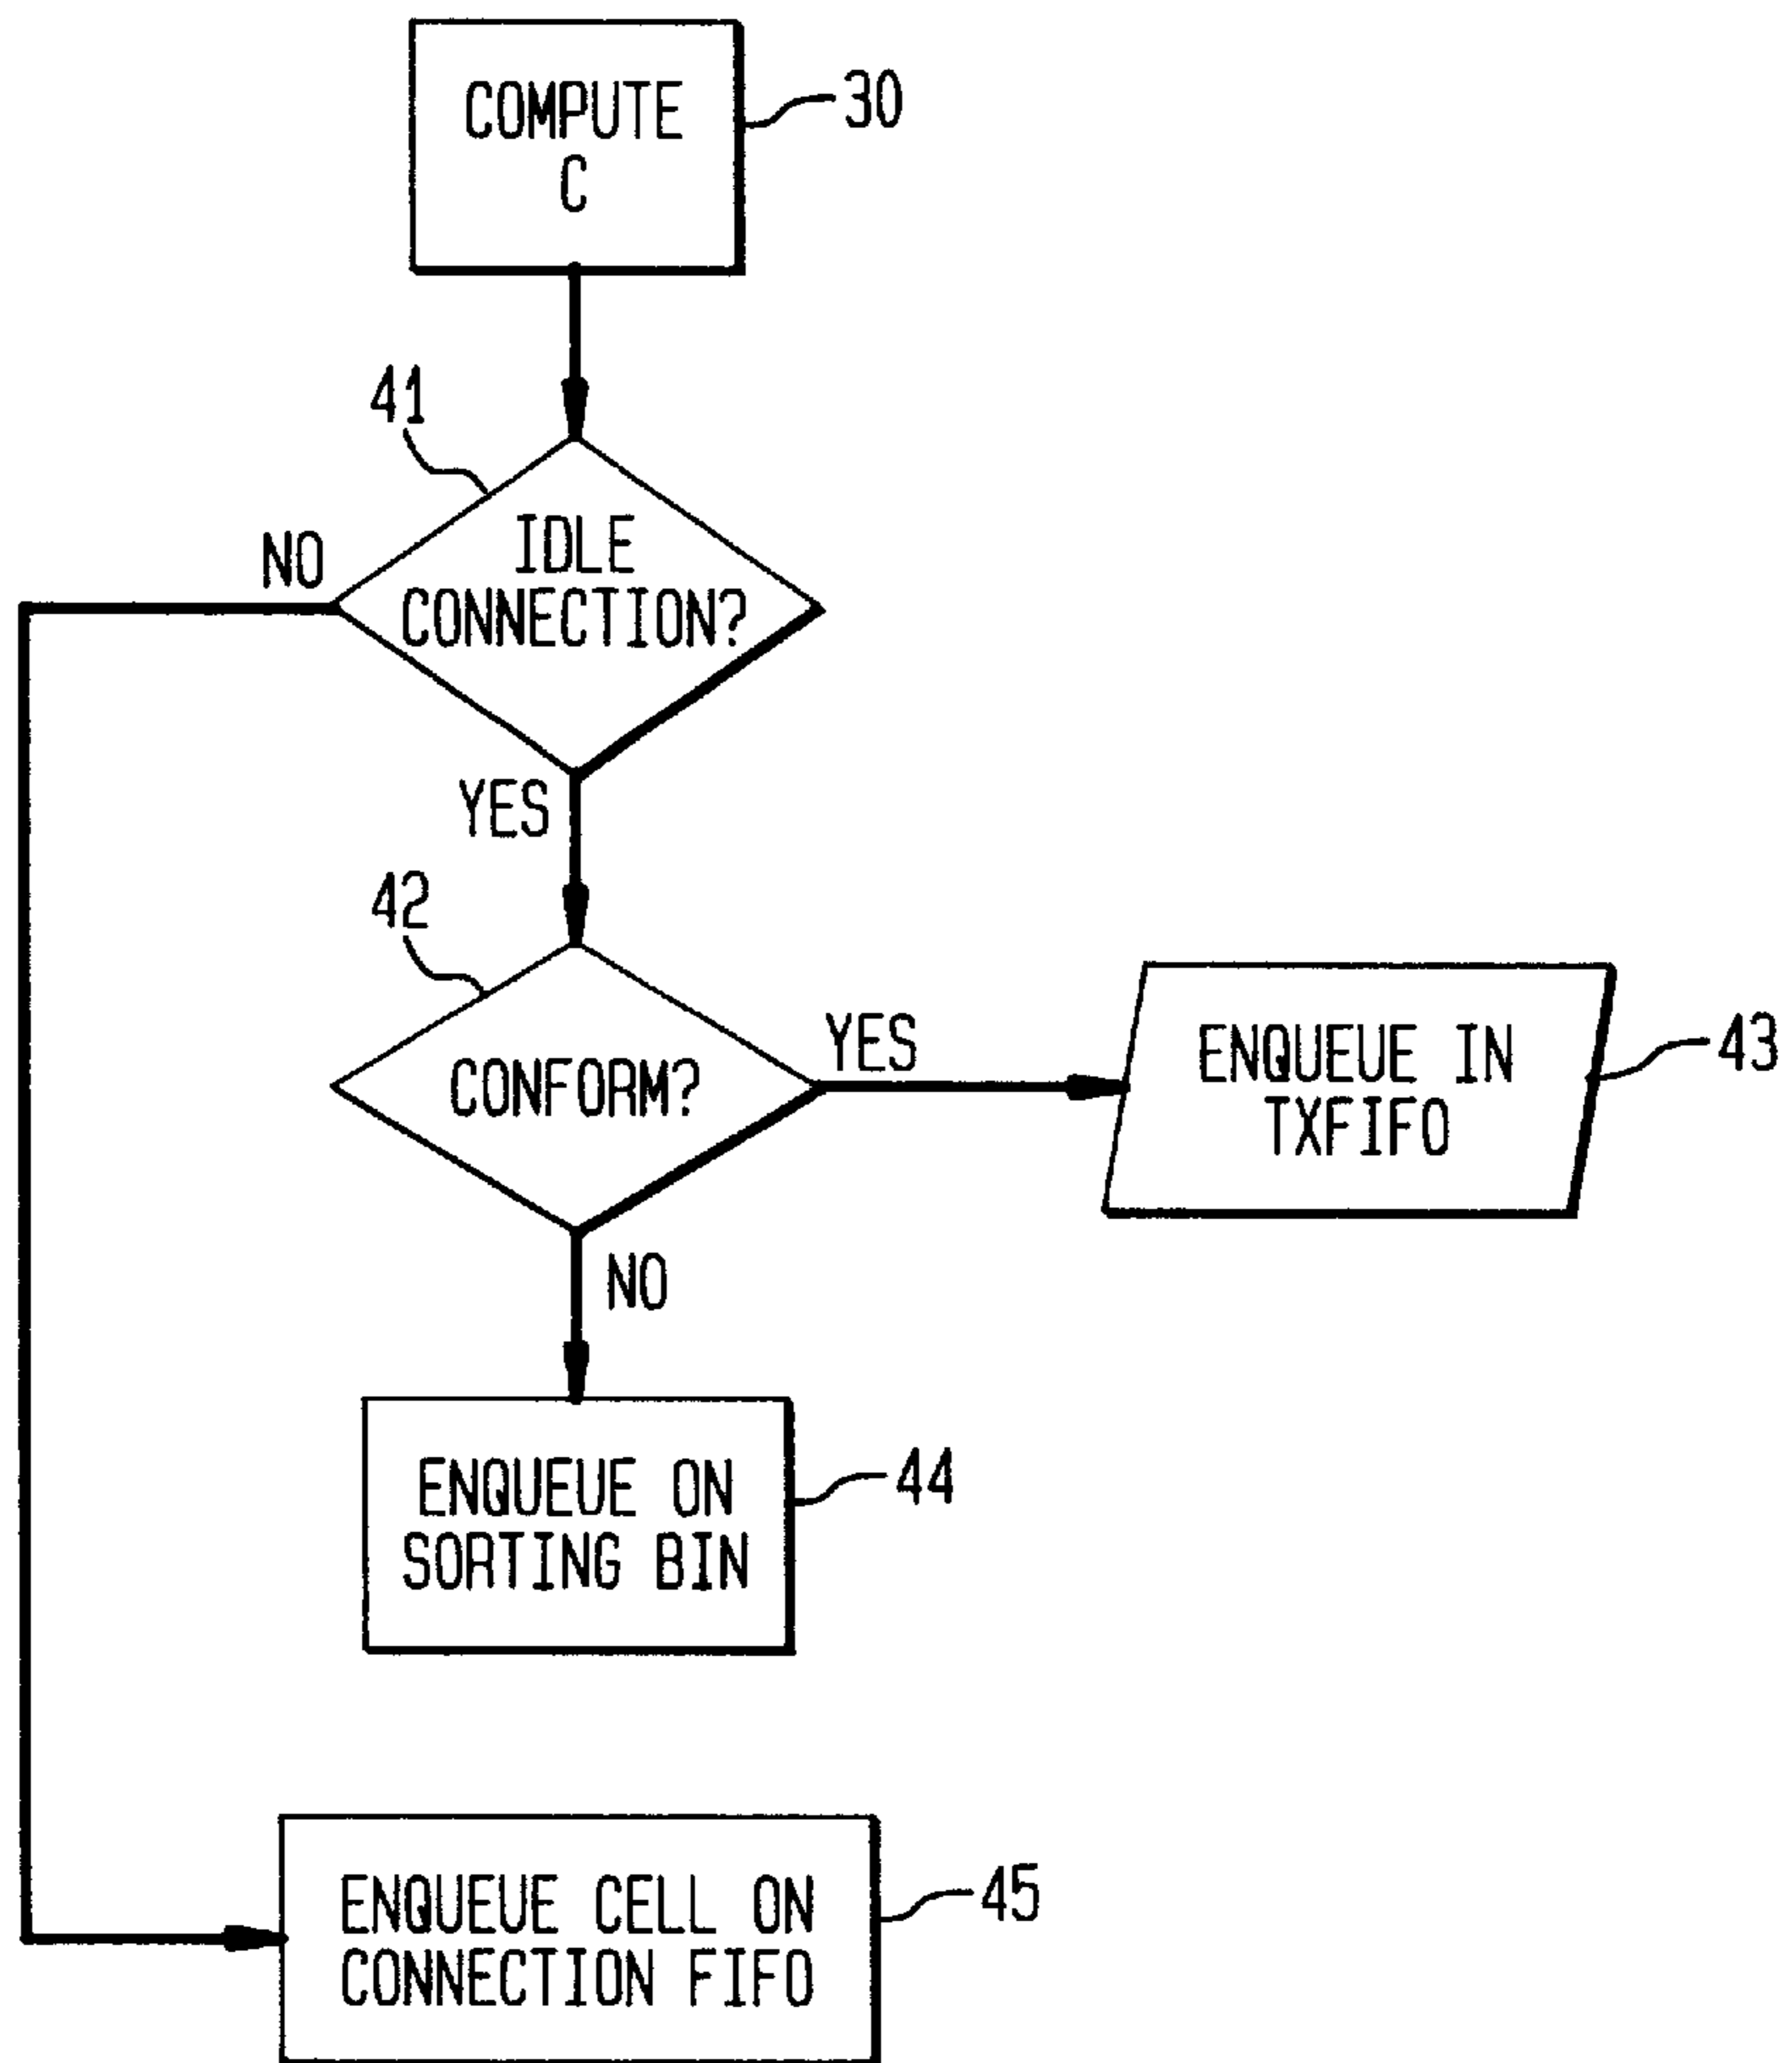 COMPUTE
C
30
41
NO
IDLE
CONNECTION?
YES
42
CONFORM?
YES
ENQUEUE IN
TXFIFO
43
NO
ENQUEUE ON
SORTING BIN
44
ENQUEUE CELL ON
CONNECTION FIFO
45